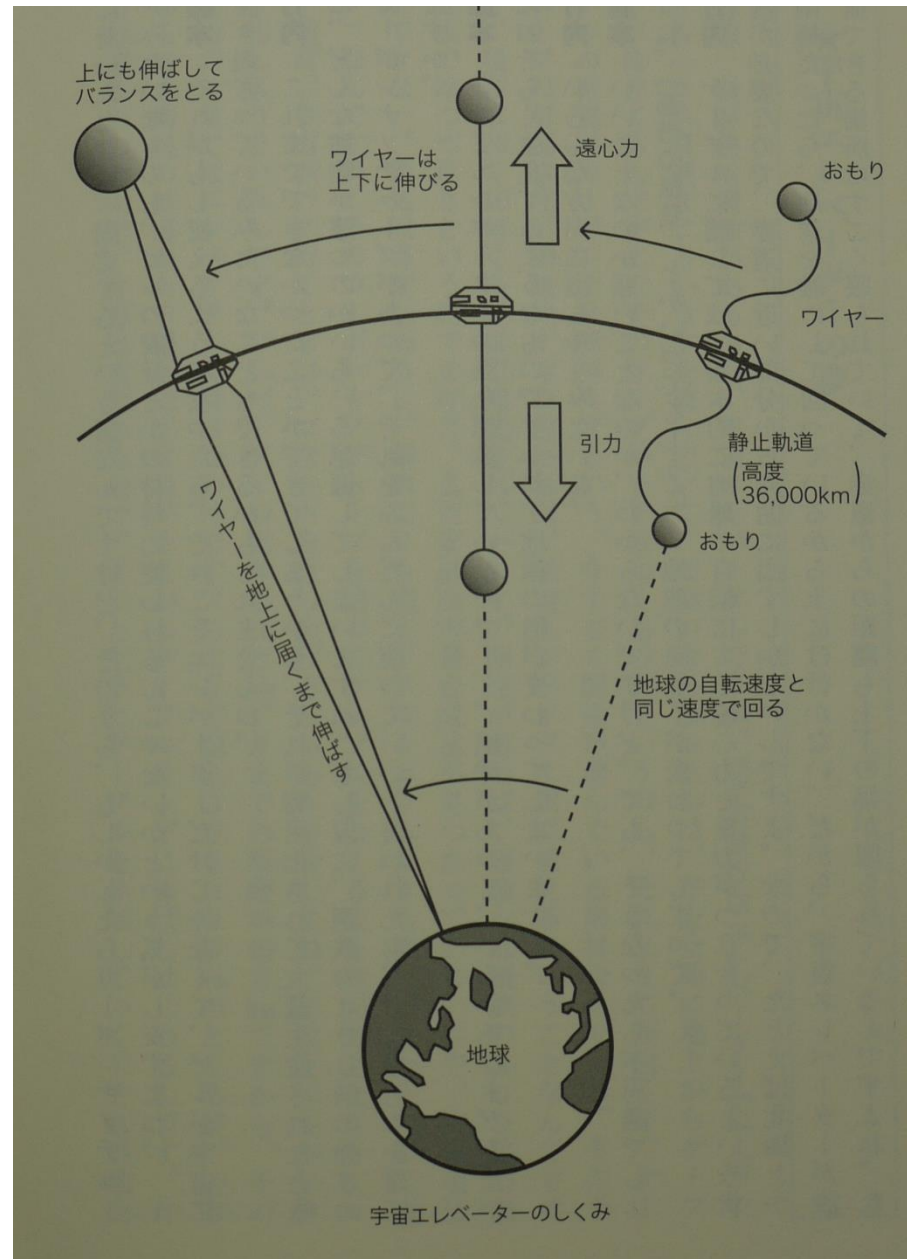 上にも伸ばして
バランスをとる
ワイヤーは
上下に伸びる
遠心力
おもり
ワイヤー
引力
静止軌道
(高度
36,000km)
おもり
ワイヤーを地上に届くまで伸ばす
地球の自転速度と
同じ速度で回る
地球
宇宙エレベーターのしくみ